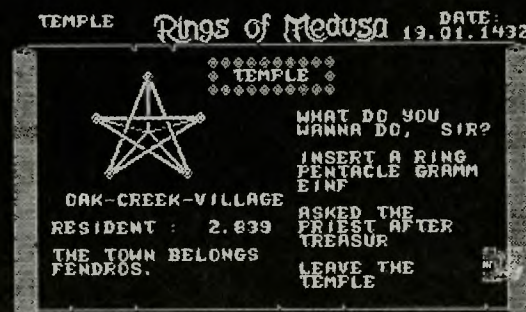 TEMPLE
Rings of Medusa
DATE:
19.01.1432
TEMPLE
WHAT DO YOU
WANNA DO, SIR?
INSERT A RING
PENTACLE GRAMM
EINF
ASKED THE
PRIEST AFTER
TREASUR
LEAVE THE
TEMPLE
OAK-CREEK-VILLAGE
RESIDENT : 2.839
THE TOWN BELONGS
FENDROS.